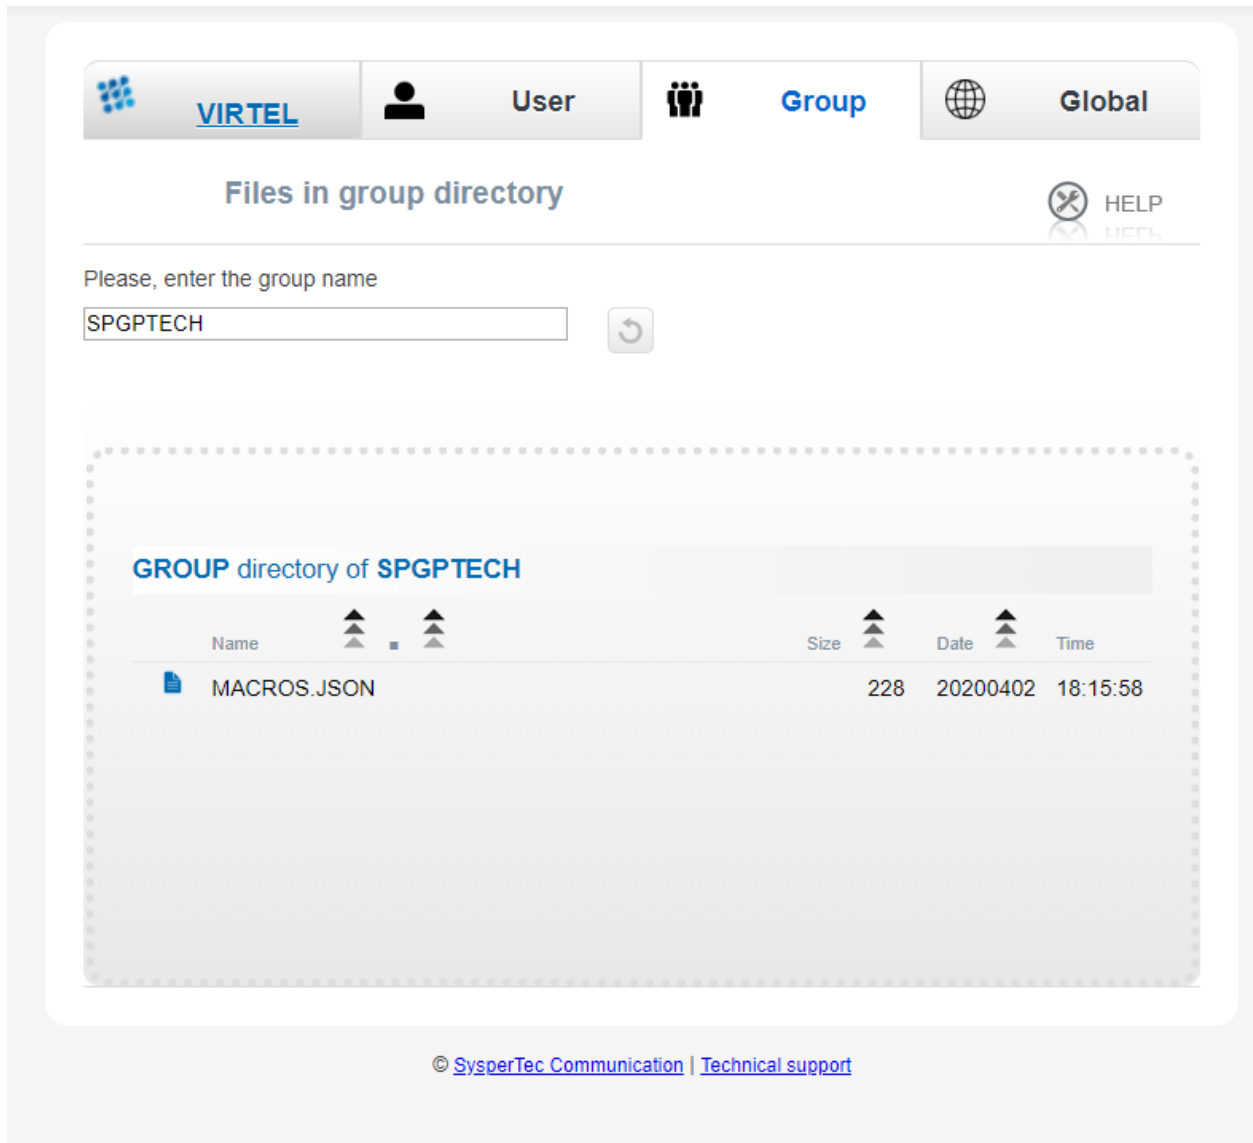 VIRTEL User Group Global
Files in group directory
HELP
Please, enter the group name
SPGPTECH
GROUP directory of SPGPTECH
Name . Size Date Time
MACROS.JSON 228 20200402 18:15:58
© SysperTec Communication | Technical support